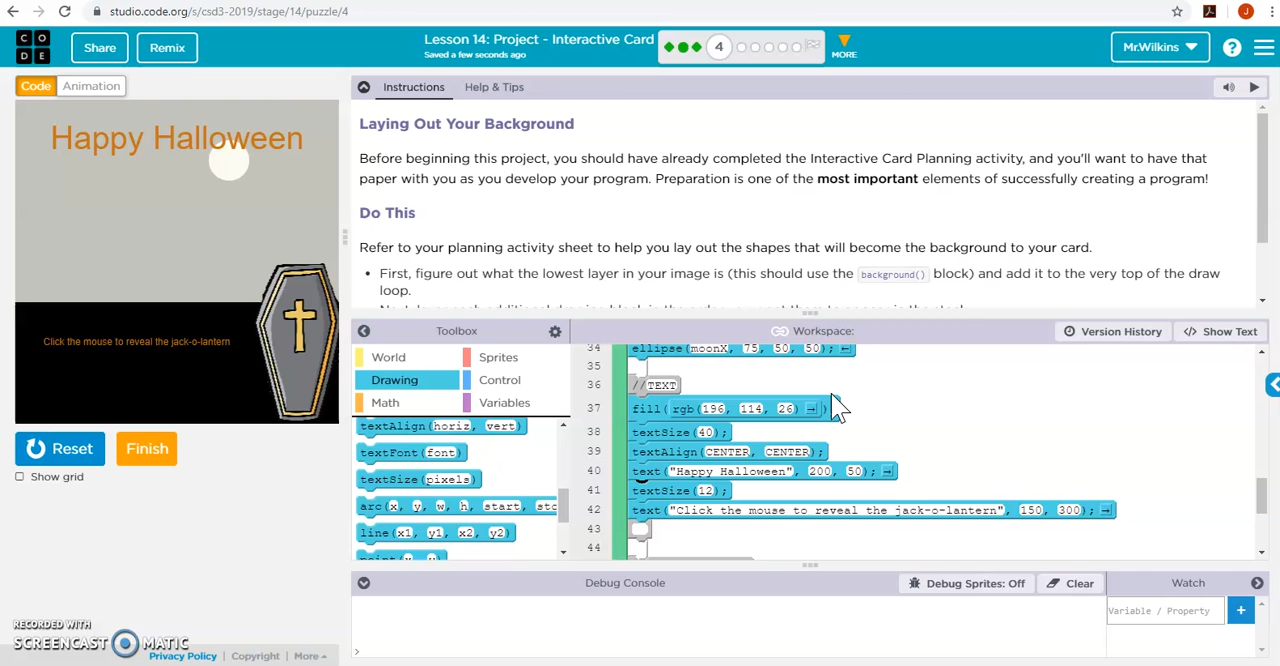 studio.code.org/s/csd3-2019/stage/14/puzzle/4
J
CO
DE
Share
Remix
Lesson 14: Project - Interactive Card
Saved a few seconds ago
4
MORE
Mr.Wilkins
?
Code
Animation
Instructions
Help & Tips
Happy Halloween
Click the mouse to reveal the jack-o-lantern
Laying Out Your Background
Before beginning this project, you should have already completed the Interactive Card Planning activity, and you'll want to have that
paper with you as you develop your program. Preparation is one of the most important elements of successfully creating a program!
Do This
Refer to your planning activity sheet to help you lay out the shapes that will become the background to your card.
• First, figure out what the lowest layer in your image is (this should use the background() block) and add it to the very top of the draw
loop.
Toolbox
Workspace:
Version History
</> Show Text
World
Sprites
Drawing
Control
Math
Variables
textAlign(horiz, vert)
textFont(font)
textSize(pixels)
arc(x, y, w, h, start, sto
line(x1, y1, x2, y2)
34 ellipse(moonX, 75, 50, 50);
35
36 //TEXT
37 fill( rgb(196, 114, 26) )
38 textSize(40);
39 textAlign(CENTER, CENTER);
40 text("Happy Halloween", 200, 50);
41 textSize(12);
42 text("Click the mouse to reveal the jack-o-lantern", 150, 300);
43
44
Reset
Finish
Show grid
Debug Console
Debug Sprites: Off
Clear
Watch
Variable / Property
+
>
RECORDED WITH
SCREENCAST MATIC
Privacy Policy | Copyright | More